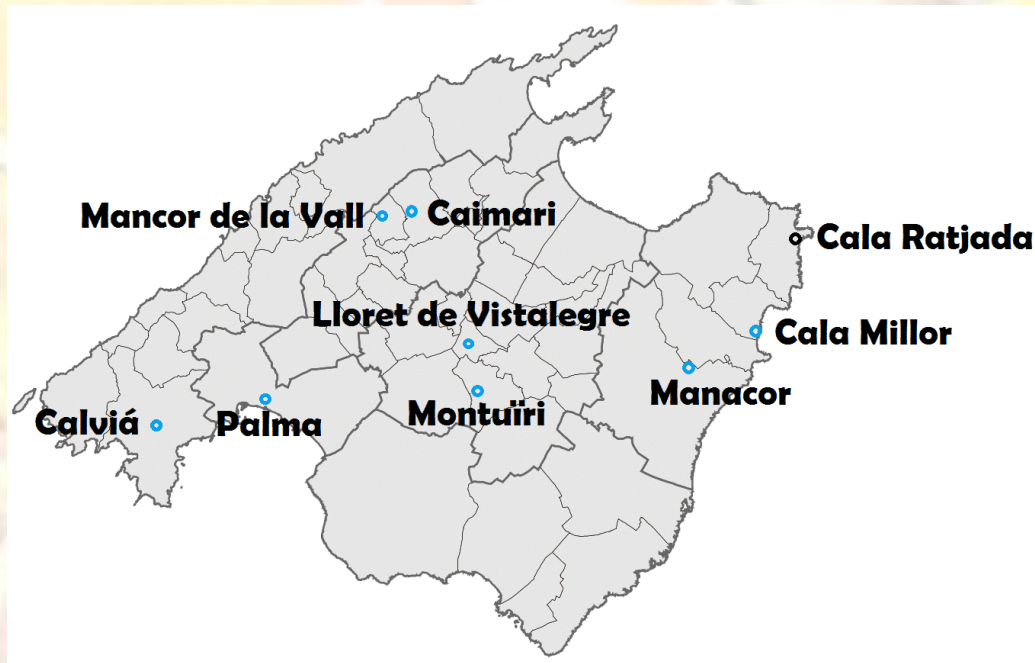 Mancor de la Vall
Caimari
Cala Ratjada
Lloret de Vistalegre
Cala Millor
Manacor
Calviá
Palma
Montuïri